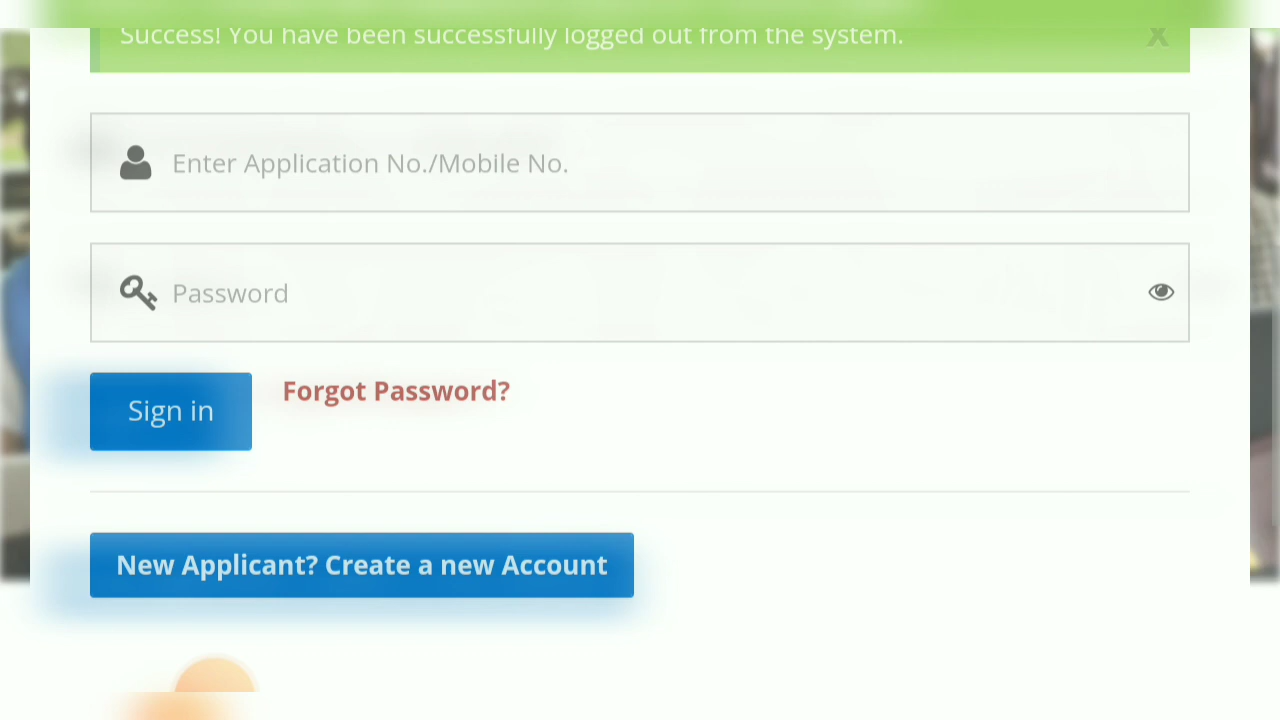 Success! You have been successfully logged out from the system.
X
Enter Application No./Mobile No.
Password
Sign in
Forgot Password?
New Applicant? Create a new Account